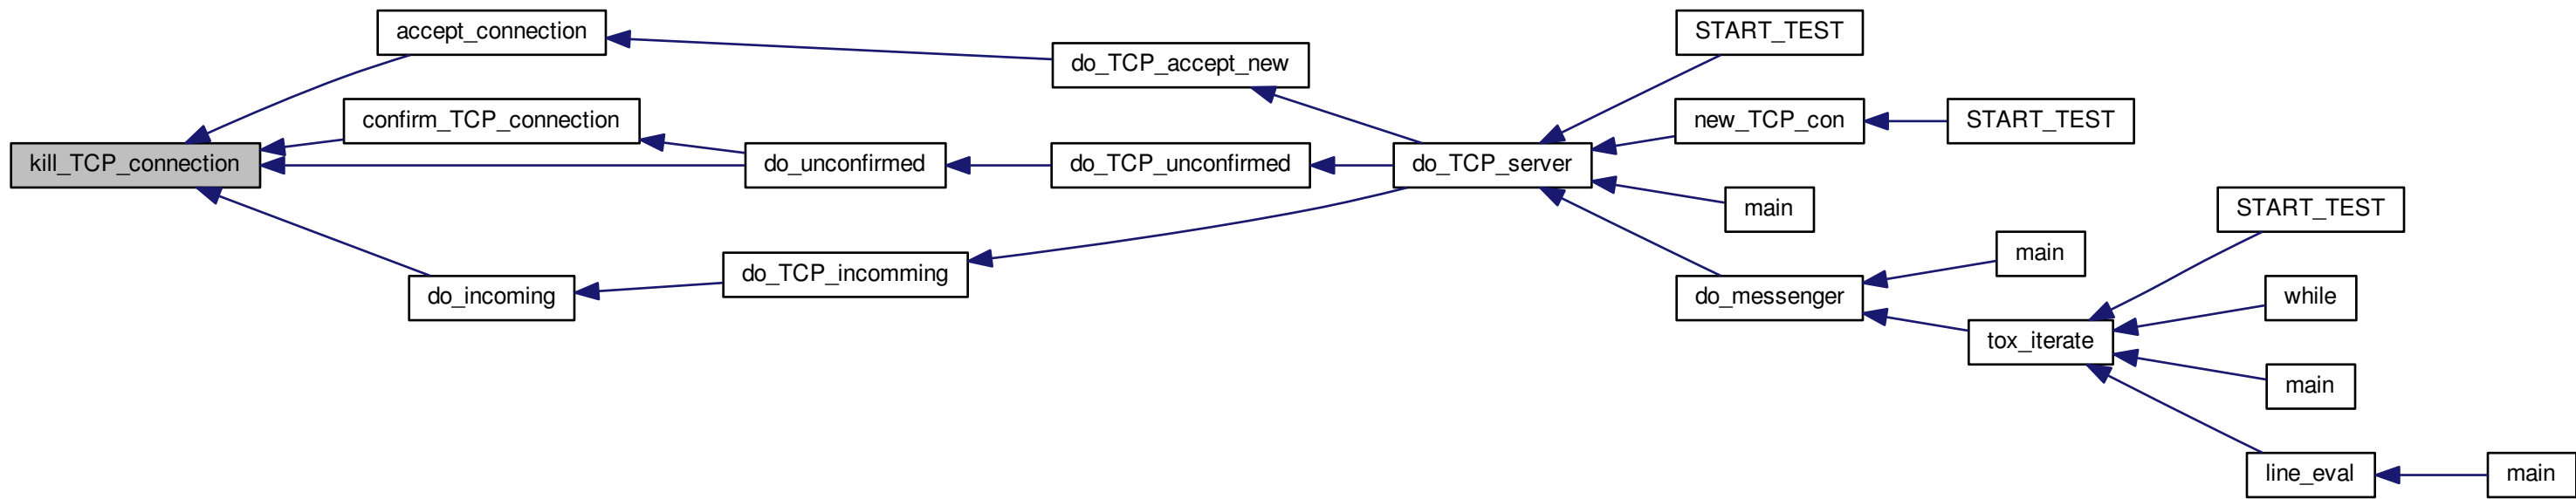 accept_connection
START_TEST
do_TCP_accept_new
confirm_TCP_connection
new_TCP_con
START_TEST
kill_TCP_connection
do_unconfirmed
do_TCP_unconfirmed
do_TCP_server
main
START_TEST
main
do_TCP_incomming
do_incoming
do_messenger
while
tox_iterate
main
line_eval
main